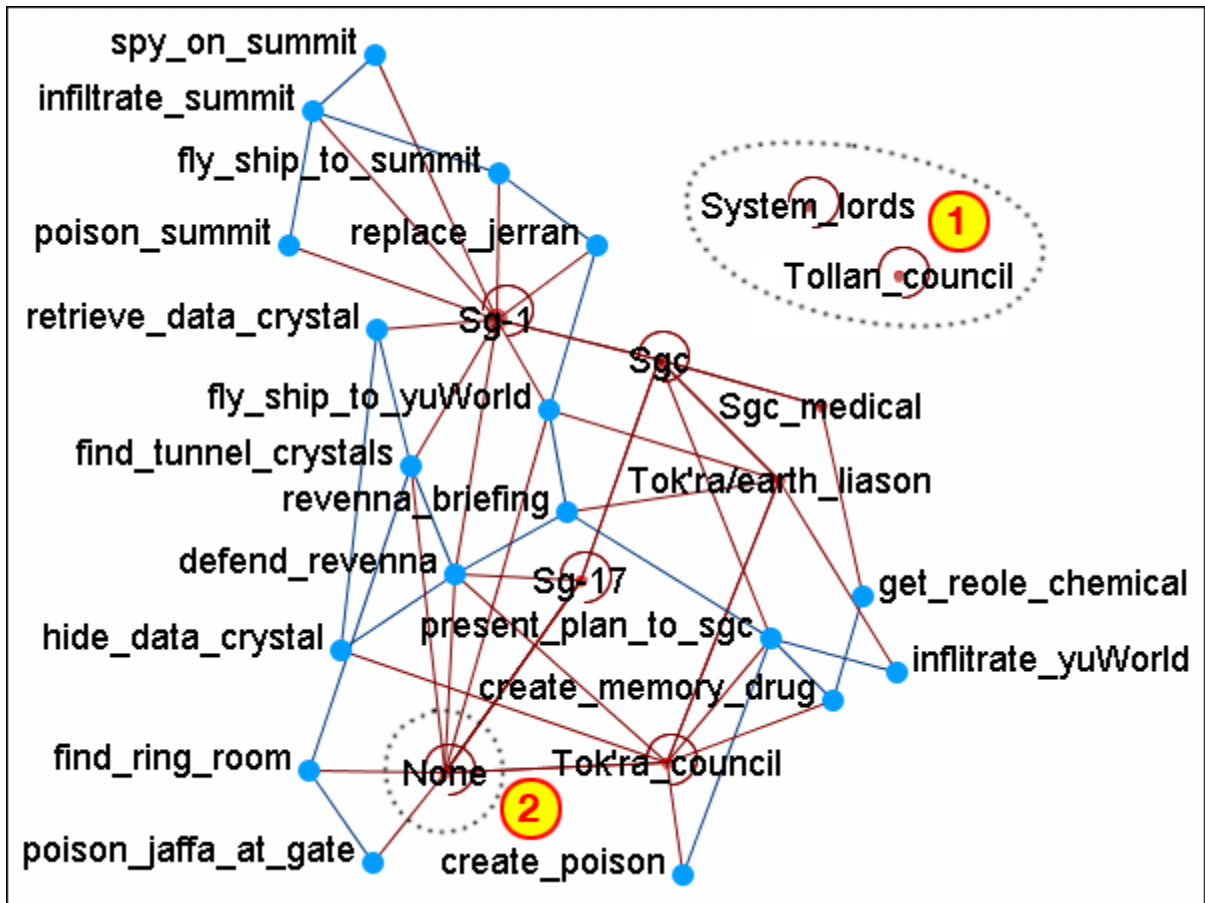 spy_on_summit
infiltrate_summit
fly_ship_to_summit
System_lords
1
poison_summit
replace_jerran
Tollan_council
retrieve_data_crystal
Sg-1
Sgc
fly_ship_to_yuWorld
Sgc_medical
find_tunnel_crystals
Tok'ra/earth_liason
revenna_briefing
defend_revenna
Sg-17
get_reole_chemical
present_plan_to_sgc
hide_data_crystal
inflitrate_yuWorld
create_memory_drug
find_ring_room
None
Tok'ra_council
2
poison_jaffa_at_gate
create_poison